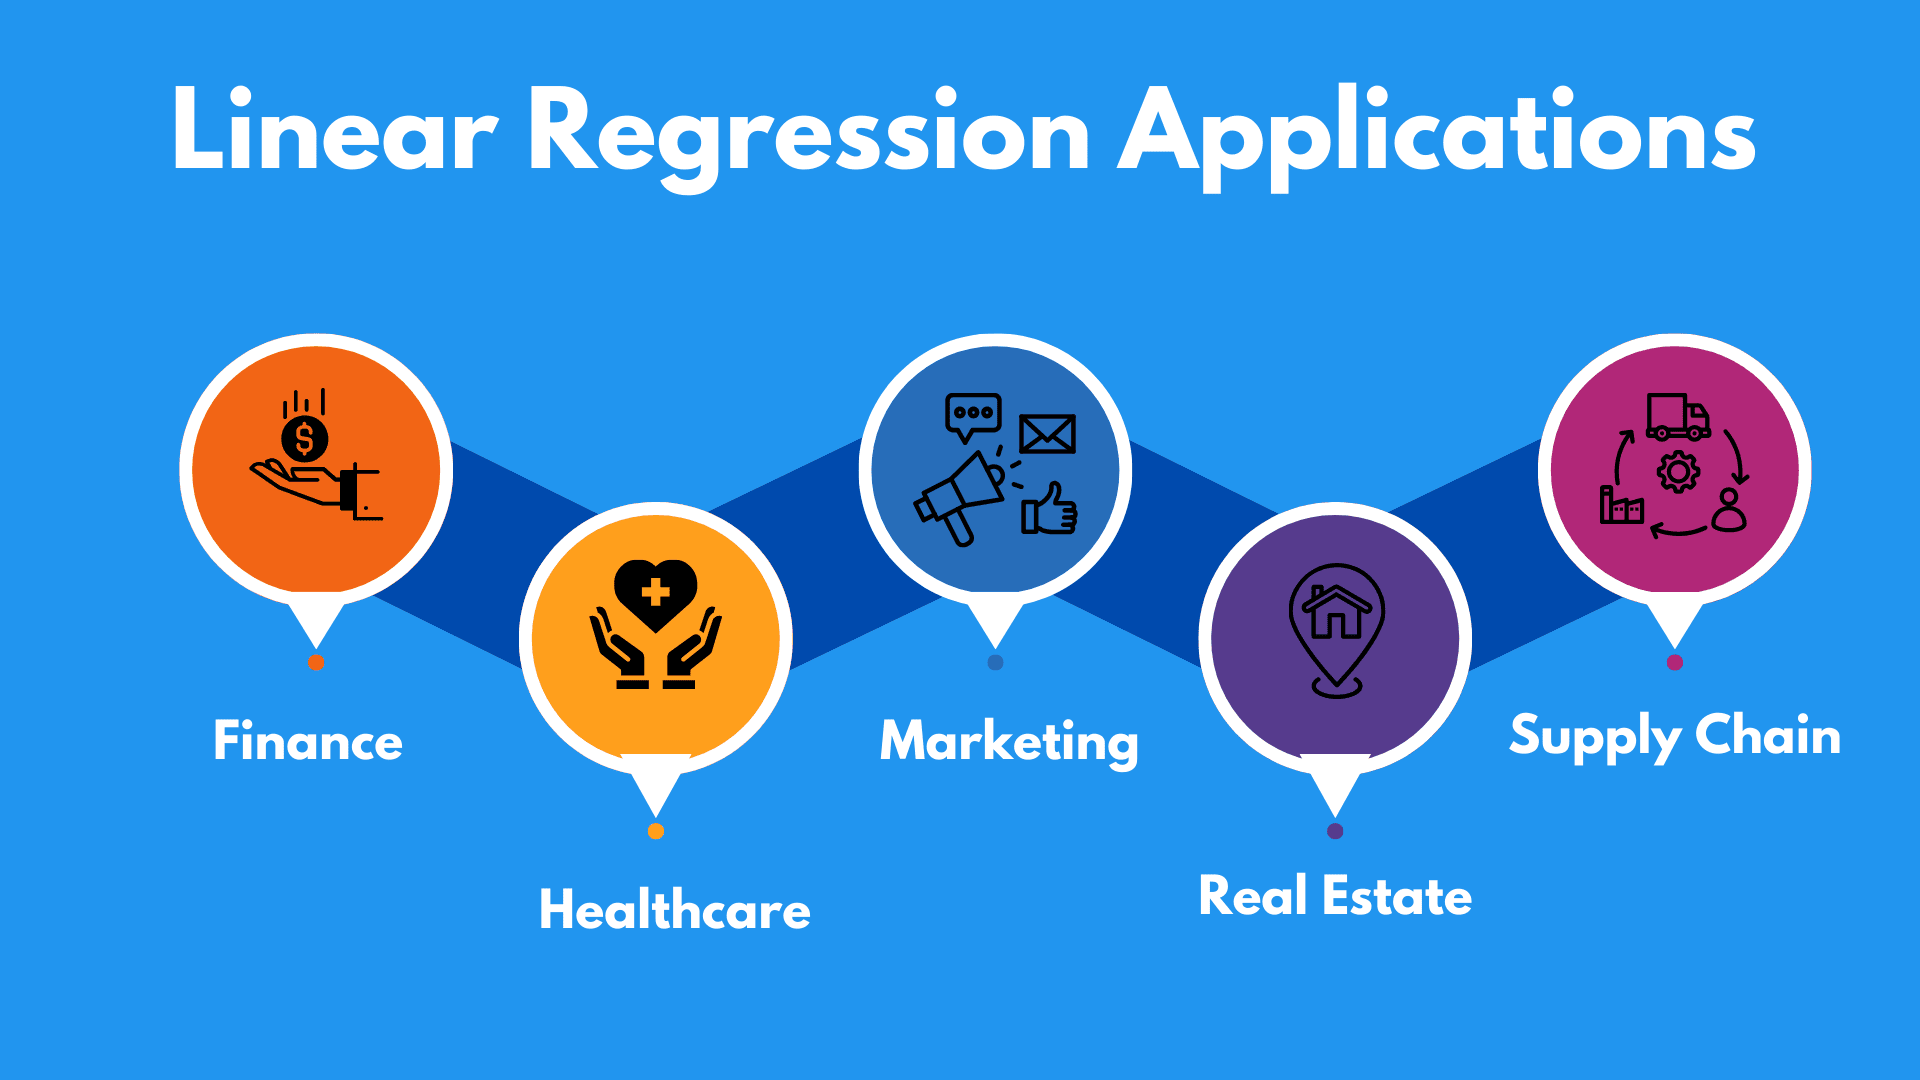 Linear Regression Applications
$
Finance
Healthcare
Marketing
Real Estate
Supply Chain